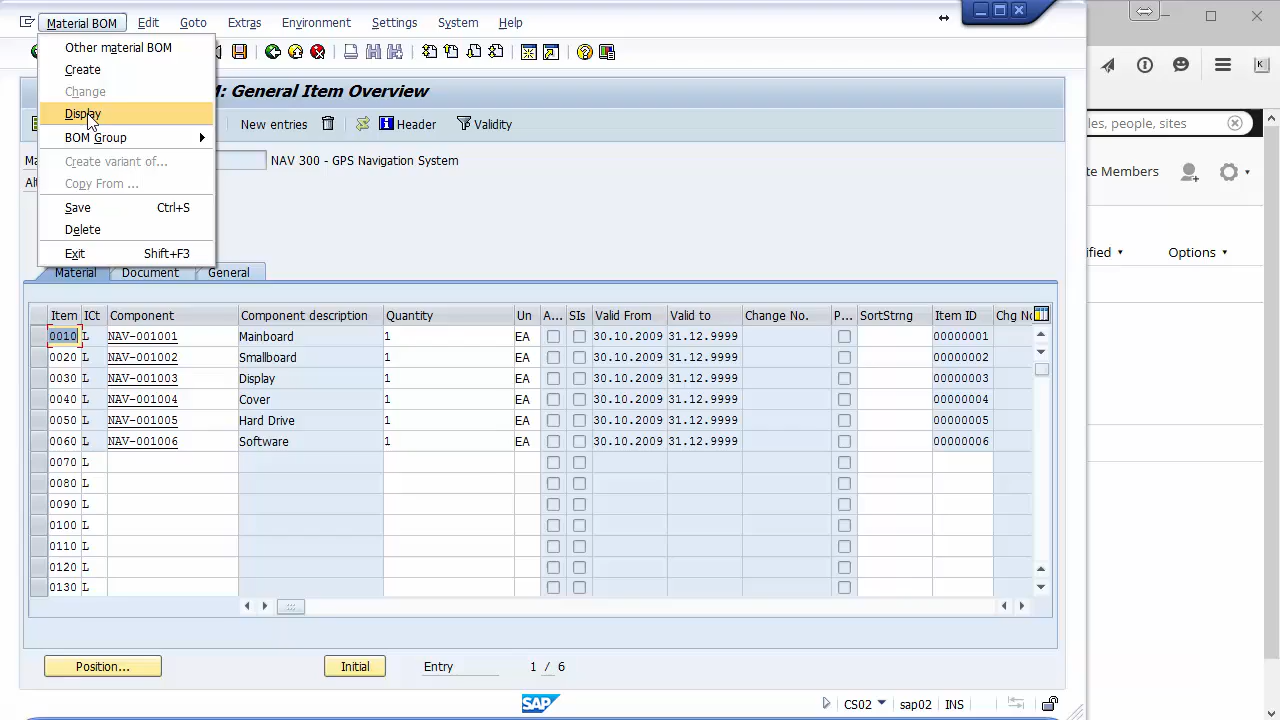 Material BOM Edit Goto Extras Environment Settings System Help
Other material BOM
Create
Change
Display
BOM Group
Create variant of...
Copy From ...
Save Ctrl+S
Delete
Exit Shift+F3
: General Item Overview
New entries Header Validity
NAV 300 - GPS Navigation System
Material Document General
Item ICt Component Component description Quantity Un A... SIs Valid From Valid to Change No. P... SortStrng Item ID Chg No
0010 L NAV-001001 Mainboard 1 EA 30.10.2009 31.12.9999 00000001
0020 L NAV-001002 Smallboard 1 EA 30.10.2009 31.12.9999 00000002
0030 L NAV-001003 Display 1 EA 30.10.2009 31.12.9999 00000003
0040 L NAV-001004 Cover 1 EA 30.10.2009 31.12.9999 00000004
0050 L NAV-001005 Hard Drive 1 EA 30.10.2009 31.12.9999 00000005
0060 L NAV-001006 Software 1 EA 30.10.2009 31.12.9999 00000006
0070 L
0080 L
0090 L
0100 L
0110 L
0120 L
0130 L
Position... Initial Entry 1 / 6
SAP CS02 sap02 INS
les, people, sites
te Members
ified Options